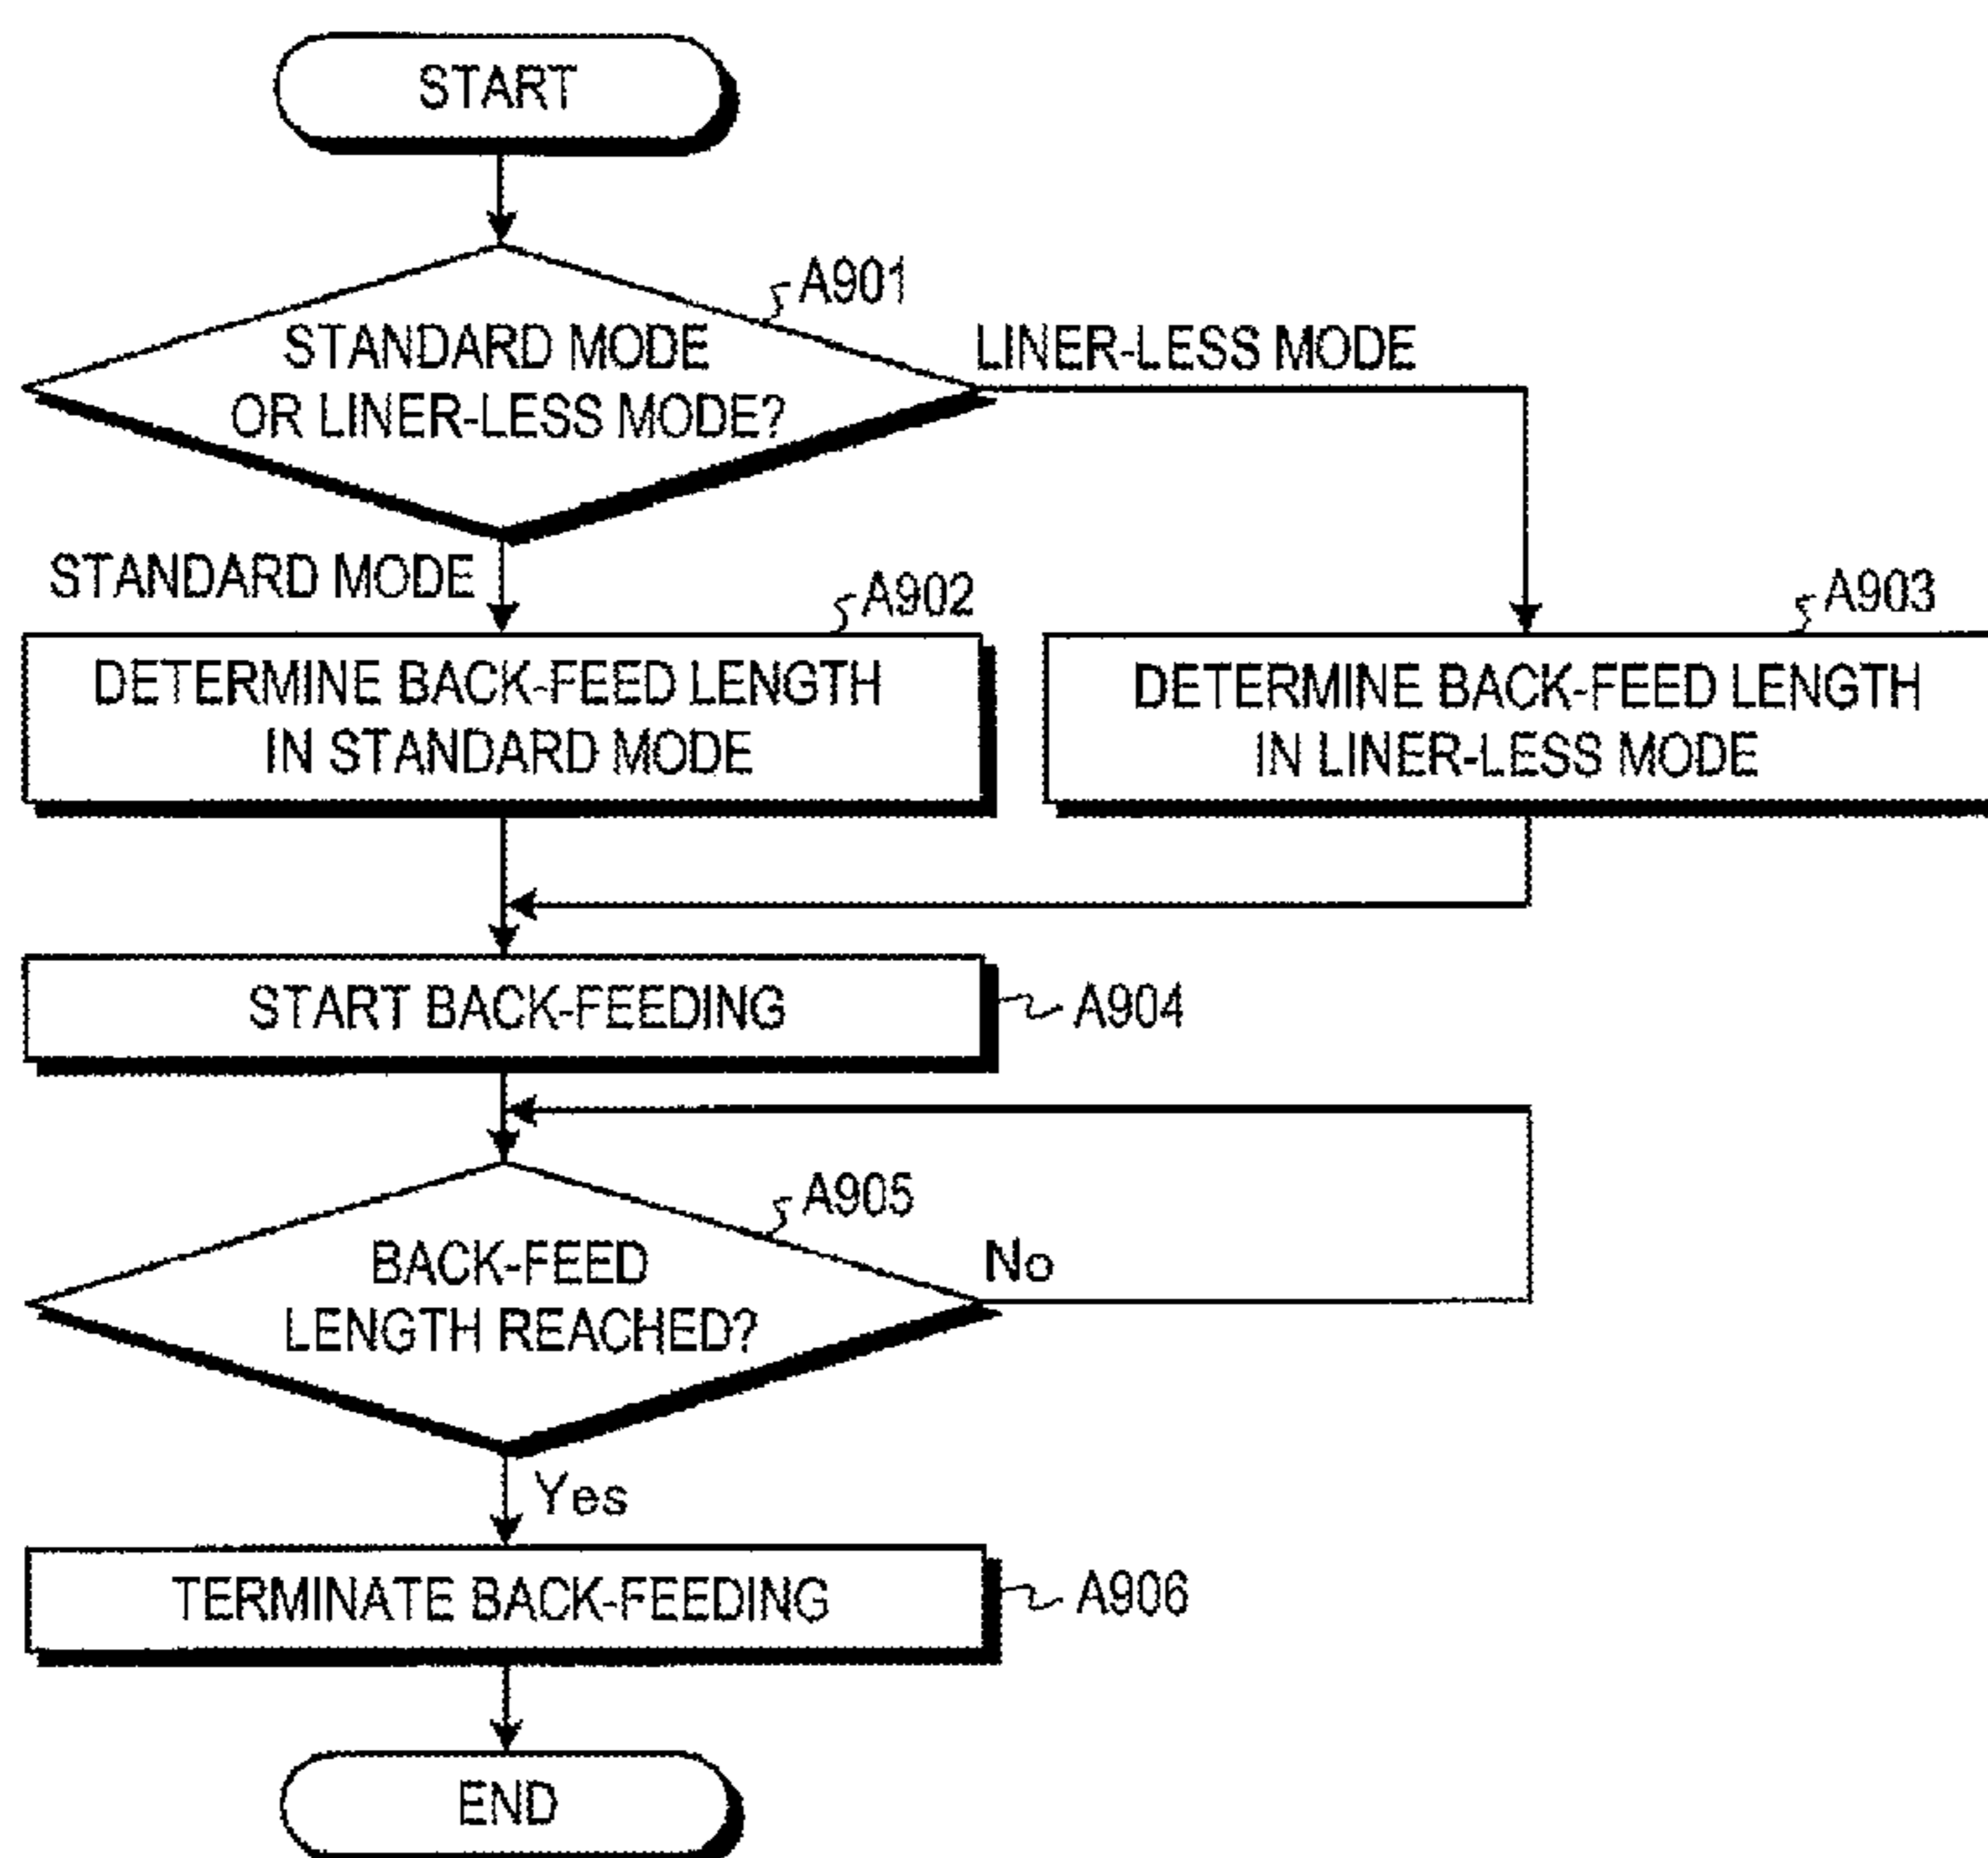 START
A901
STANDARD MODE
OR LINER-LESS MODE?
LINER-LESS MODE
STANDARD MODE
A902
DETERMINE BACK-FEED LENGTH
IN STANDARD MODE
A903
DETERMINE BACK-FEED LENGTH
IN LINER-LESS MODE
START BACK-FEEDING
A904
A905
BACK-FEED
LENGTH REACHED?
No
Yes
TERMINATE BACK-FEEDING
A906
END